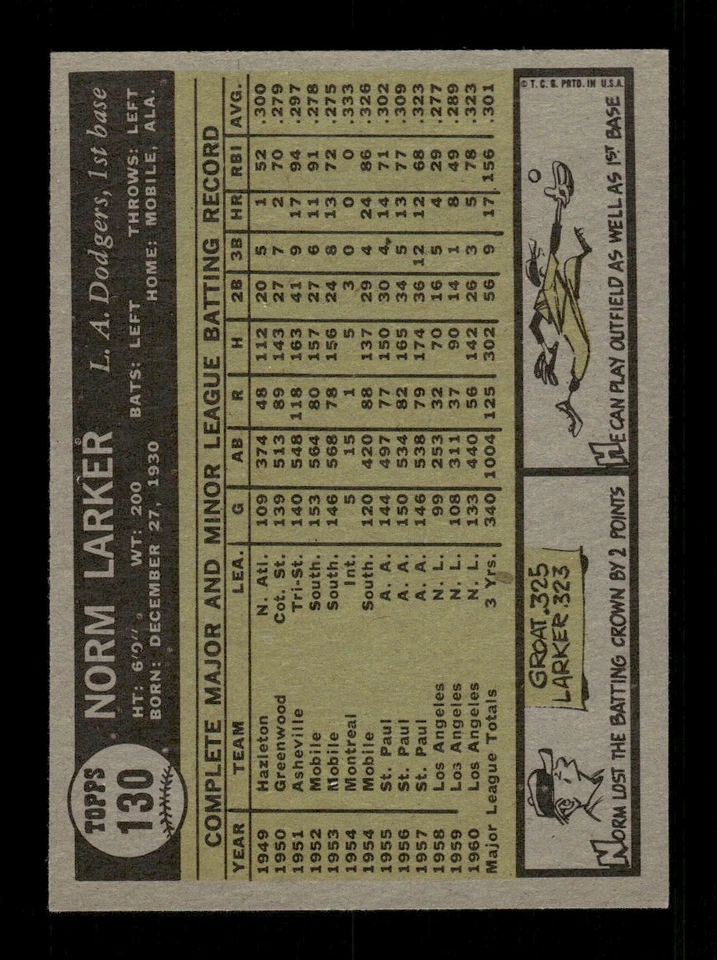 TOPPS
130
NORM LARKER L. A. Dodgers, 1st base
HT: 6'0" WT: 200 BATS: LEFT THROWS: LEFT
BORN: DECEMBER 27, 1930 HOME: MOBILE, ALA.
COMPLETE MAJOR AND MINOR LEAGUE BATTING RECORD
YEAR TEAM LEA. G AB R H 2B 3B HR RBI AVG.
1949 Hazleton N. Atl. 109 374 48 112 20 5 1 52 .300
1950 Greenwood Cot. St. 139 513 89 143 27 7 2 70 .279
1951 Asheville Tri-St. 140 548 118 163 41 9 17 94 .297
1952 Mobile South. 153 564 80 157 27 6 11 91 .278
1953 Mobile South. 146 568 78 156 24 8 13 72 .275
1954 Montreal Int. 5 15 1 5 3 0 0 0 .333
1954 Mobile South. 120 420 88 137 29 4 24 86 .326
1955 St. Paul A. A. 144 497 77 150 30 4 14 71 .302
1956 St. Paul A. A. 150 534 82 165 34 5 13 77 .309
1957 St. Paul A. A. 146 538 79 174 36 12 12 68 .323
1958 Los Angeles N. L. 99 253 32 70 16 5 4 29 .277
1959 Los Angeles N. L. 108 311 37 90 14 1 8 49 .289
1960 Los Angeles N. L. 133 440 56 142 26 3 5 78 .323
Major League Totals 3 Yrs. 340 1004 125 302 56 9 17 156 .301
GROAT .325
LARKER .323
NORM LOST THE BATTING CROWN BY 2 POINTS
© T. C. G. PRTD. IN U.S.A.
HE CAN PLAY OUTFIELD AS WELL AS 1ST BASE